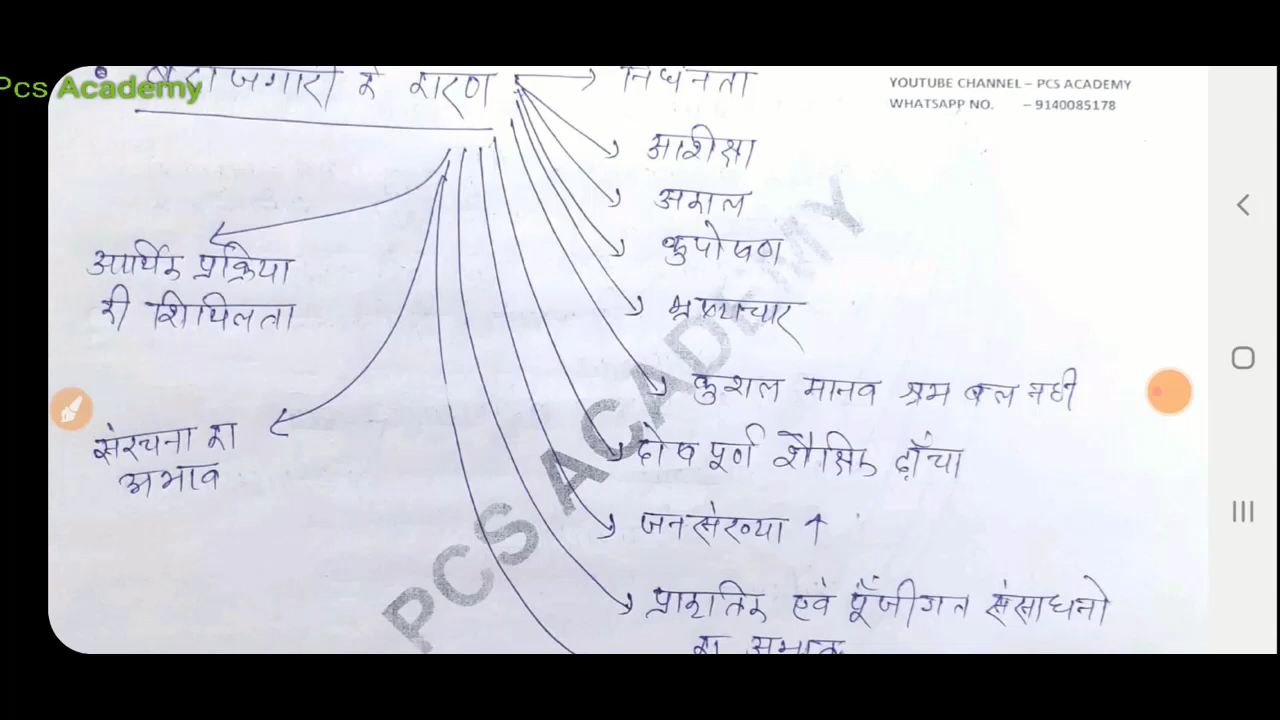 Pcs Academy
बेरोजगारी के कारण
निर्धनता
YOUTUBE CHANNEL – PCS ACADEMY
WHATSAPP NO. – 9140085178
अशिक्षा
अकाल
कुपोषण
भ्रष्टाचार
कुशल मानव श्रम बल नही
दोषपूर्ण शैक्षिक ढाँचा
जनसंख्या ↑
प्राकृतिक एवं पूँजीगत संसाधनो
का अभाव
आर्थिक प्रक्रिया
की शिथिलता
संरचना का
अभाव
PCS ACADEMY